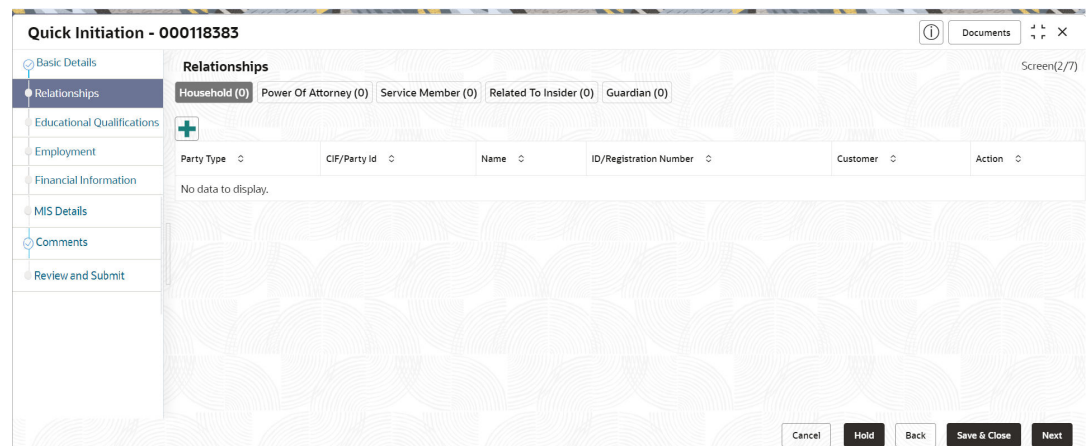 Quick Initiation - 000118383
Documents
Basic Details
Relationships
Educational Qualifications
Employment
Financial Information
MIS Details
Comments
Review and Submit
Relationships
Screen(2/7)
Household (0) Power Of Attorney (0) Service Member (0) Related To Insider (0) Guardian (0)
Party Type CIF/Party Id Name ID/Registration Number Customer Action
No data to display.
Cancel Hold Back Save & Close Next